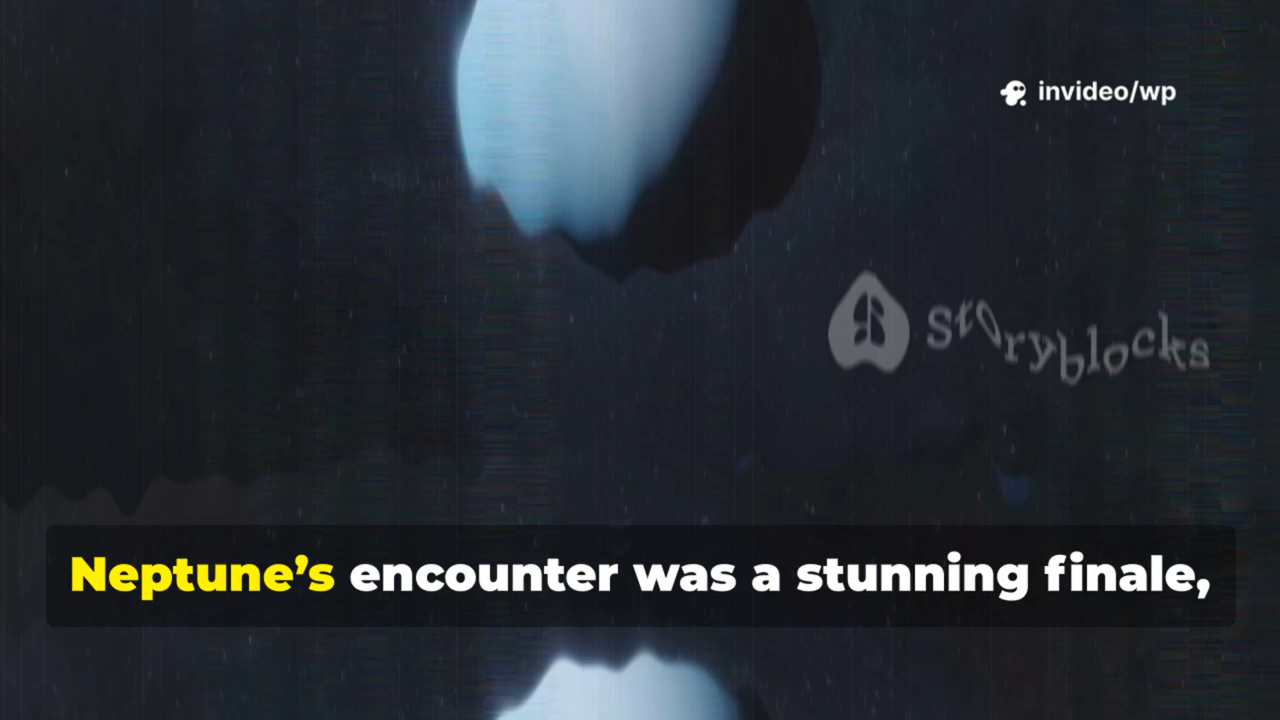 invideo/wp
storyblocks
Neptune’s encounter was a stunning finale,